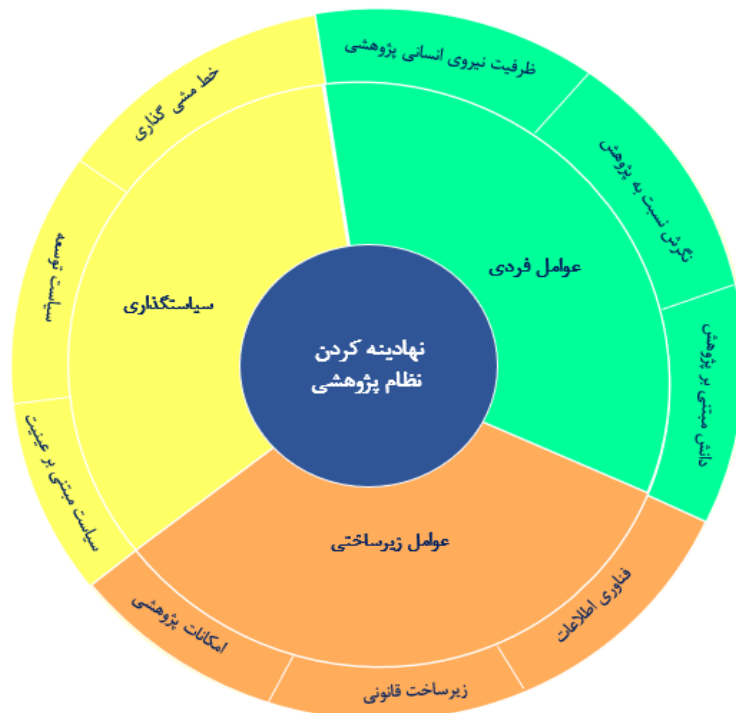 نهادینه کردن
نظام پژوهشی
عوامل فردی
ظرفیت نیروی انسانی پژوهشی
نگرش نسبت به پژوهش
دانش مبتنی بر پژوهش
عوامل زیرساختی
فناوری اطلاعات
زیرساخت قانونی
امکانات پژوهشی
سیاستگذاری
سیاست مبتنی بر عینیت
سیاست توسعه
خط مشی گذاری